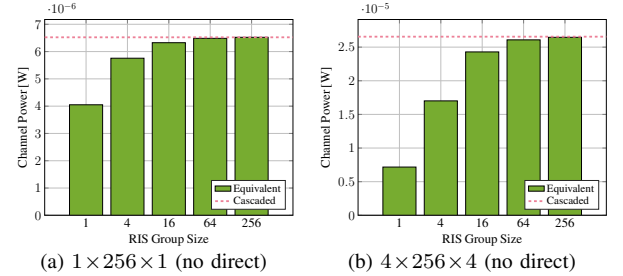 ·10⁻⁶
7
6
5
4
3
2
1
0
Channel Power [W]
1 4 16 64 256
RIS Group Size
Equivalent
Cascaded
(a) 1×256×1 (no direct)
·10⁻⁵
2.5
1.5
0.5
0
Channel Power [W]
1 4 16 64 256
RIS Group Size
Equivalent
Cascaded
(b) 4×256×4 (no direct)